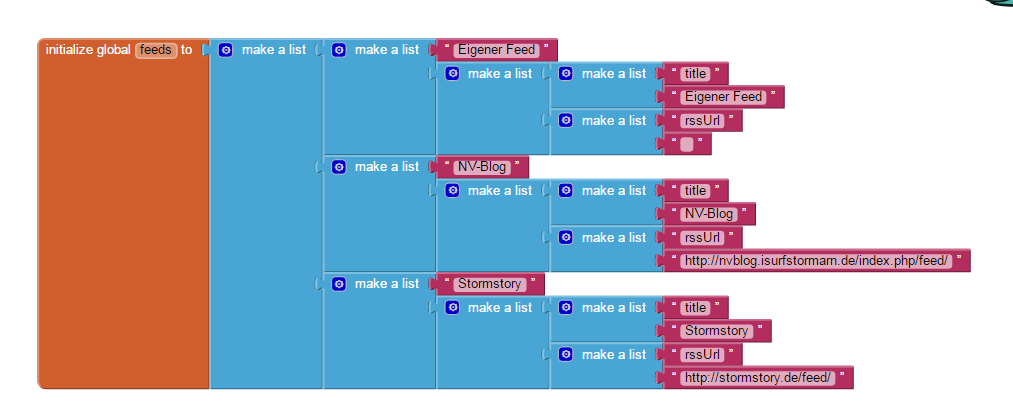 initialize global feeds to make a list make a list " Eigener Feed "
make a list make a list " title "
" Eigener Feed "
make a list " rssUrl "
" "
make a list " NV-Blog "
make a list make a list " title "
" NV-Blog "
make a list " rssUrl "
" http://nvblog.isurfstormarn.de/index.php/feed/ "
make a list " Stormstory "
make a list make a list " title "
" Stormstory "
make a list " rssUrl "
" http://stormstory.de/feed/ "